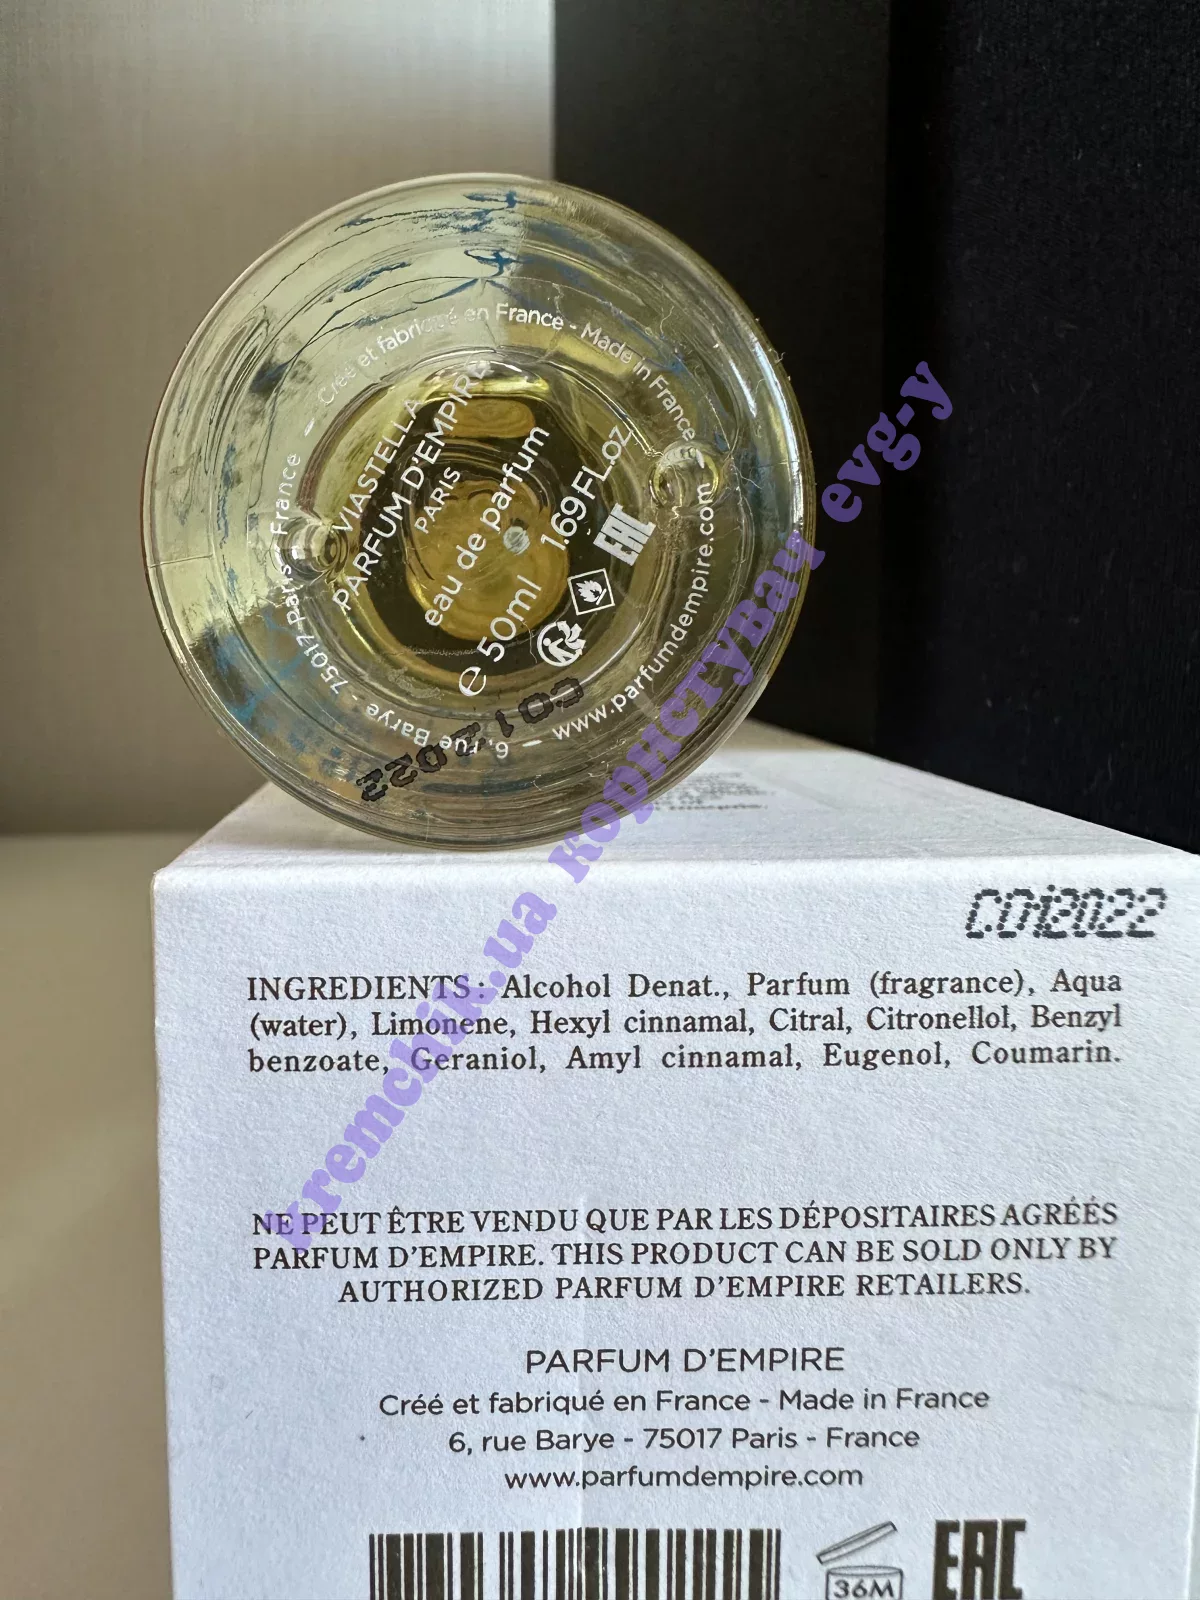 Créé et fabriqué en France - Made in France
www.parfumdempire.com
6, rue Barye - 75017 Paris - France
VIASTELLA
PARFUM D'EMPIRE
PARIS
eau de parfum
e 50ml 1.69 FL.OZ
EAC
C012022
C012022
INGREDIENTS: Alcohol Denat., Parfum (fragrance), Aqua
(water), Limonene, Hexyl cinnamal, Citral, Citronellol, Benzyl
benzoate, Geraniol, Amyl cinnamal, Eugenol, Coumarin.
NE PEUT ÊTRE VENDU QUE PAR LES DÉPOSITAIRES AGRÉÉS
PARFUM D'EMPIRE. THIS PRODUCT CAN BE SOLD ONLY BY
AUTHORIZED PARFUM D'EMPIRE RETAILERS.
PARFUM D'EMPIRE
Créé et fabriqué en France - Made in France
6, rue Barye - 75017 Paris - France
www.parfumdempire.com
36M
EAC
kremchik.ua користувач evg-y